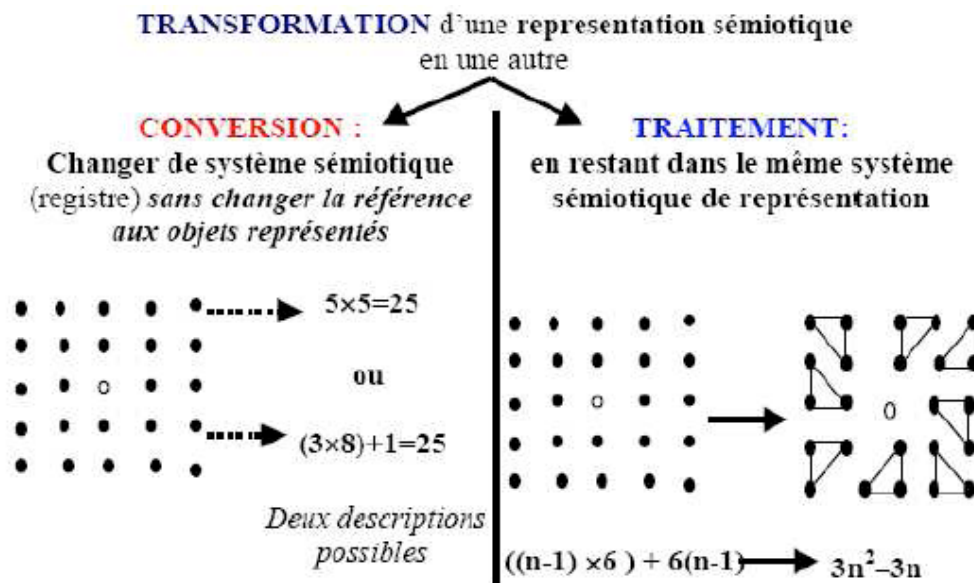 TRANSFORMATION d'une representation sémiotique
en une autre
CONVERSION :
Changer de système sémiotique
(registre) sans changer la référence
aux objets représentés
5×5=25
ou
(3×8)+1=25
Deux descriptions
possibles
TRAITEMENT:
en restant dans le même système
sémiotique de représentation
((n-1) ×6 ) + 6(n-1)
3n²–3n